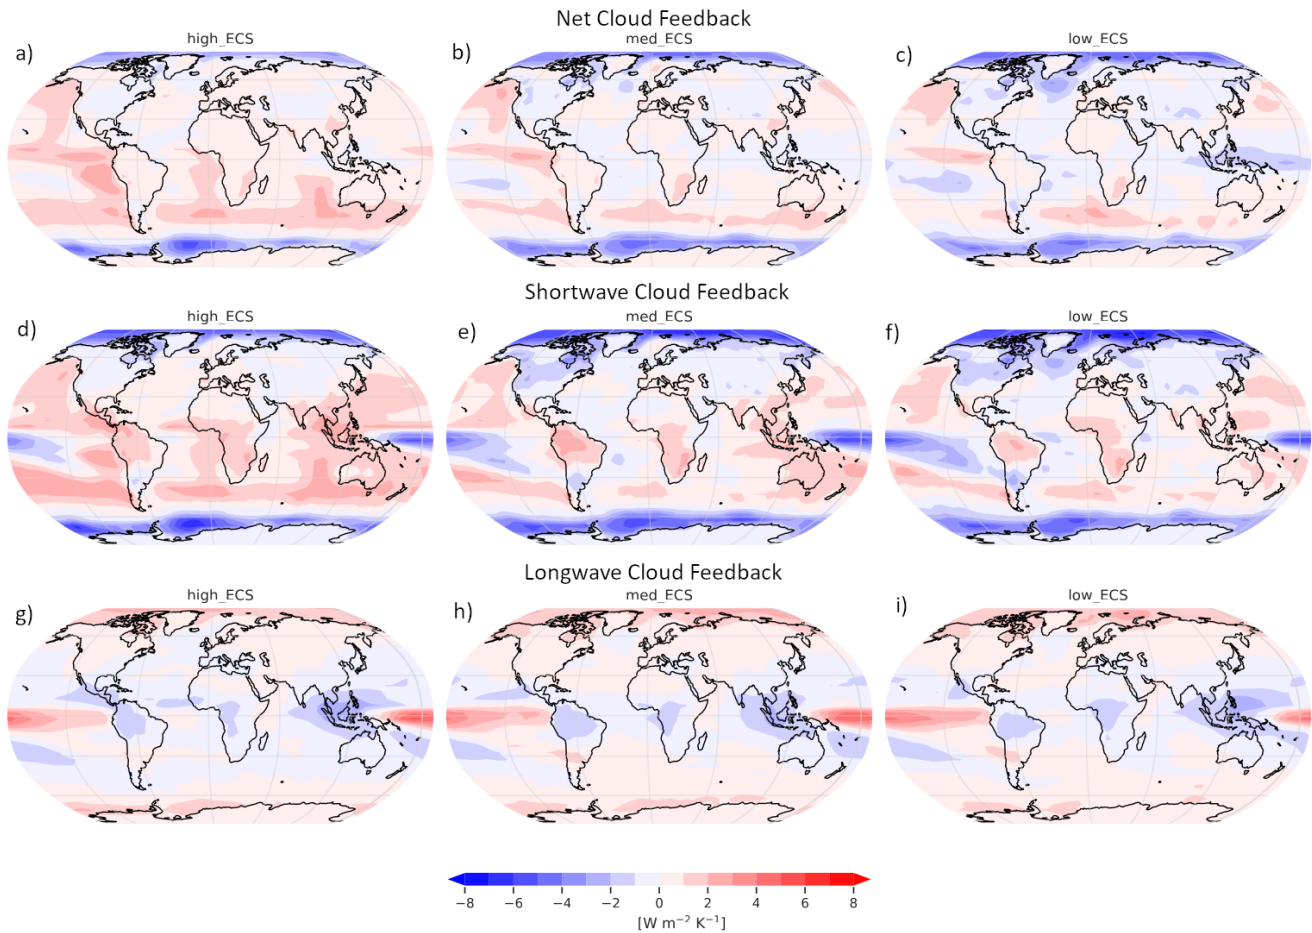 Net Cloud Feedback
a) high_ECS
b) med_ECS
c) low_ECS
Shortwave Cloud Feedback
d) high_ECS
e) med_ECS
f) low_ECS
Longwave Cloud Feedback
g) high_ECS
h) med_ECS
i) low_ECS
−8 −6 −4 −2 0 2 4 6 8
[W m⁻² K⁻¹]